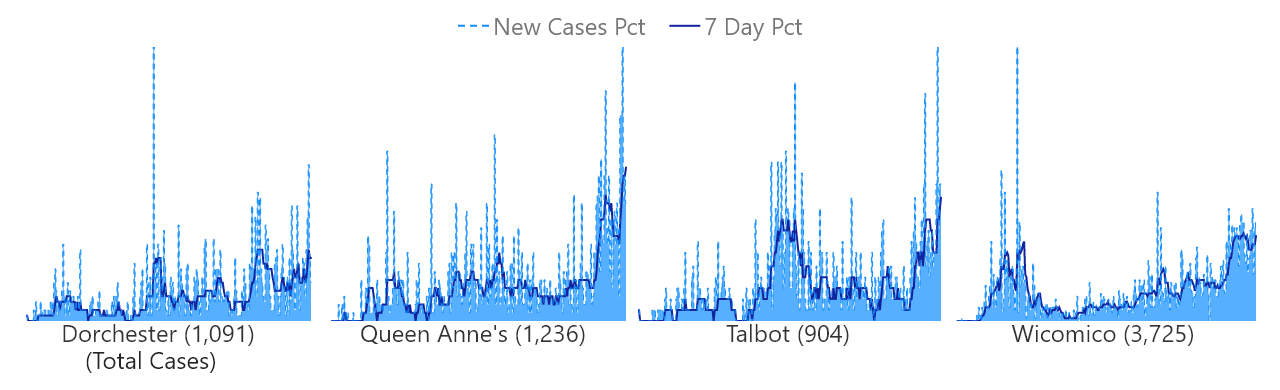 New Cases Pct 7 Day Pct
Dorchester (1,091) Queen Anne's (1,236) Talbot (904) Wicomico (3,725)
(Total Cases)